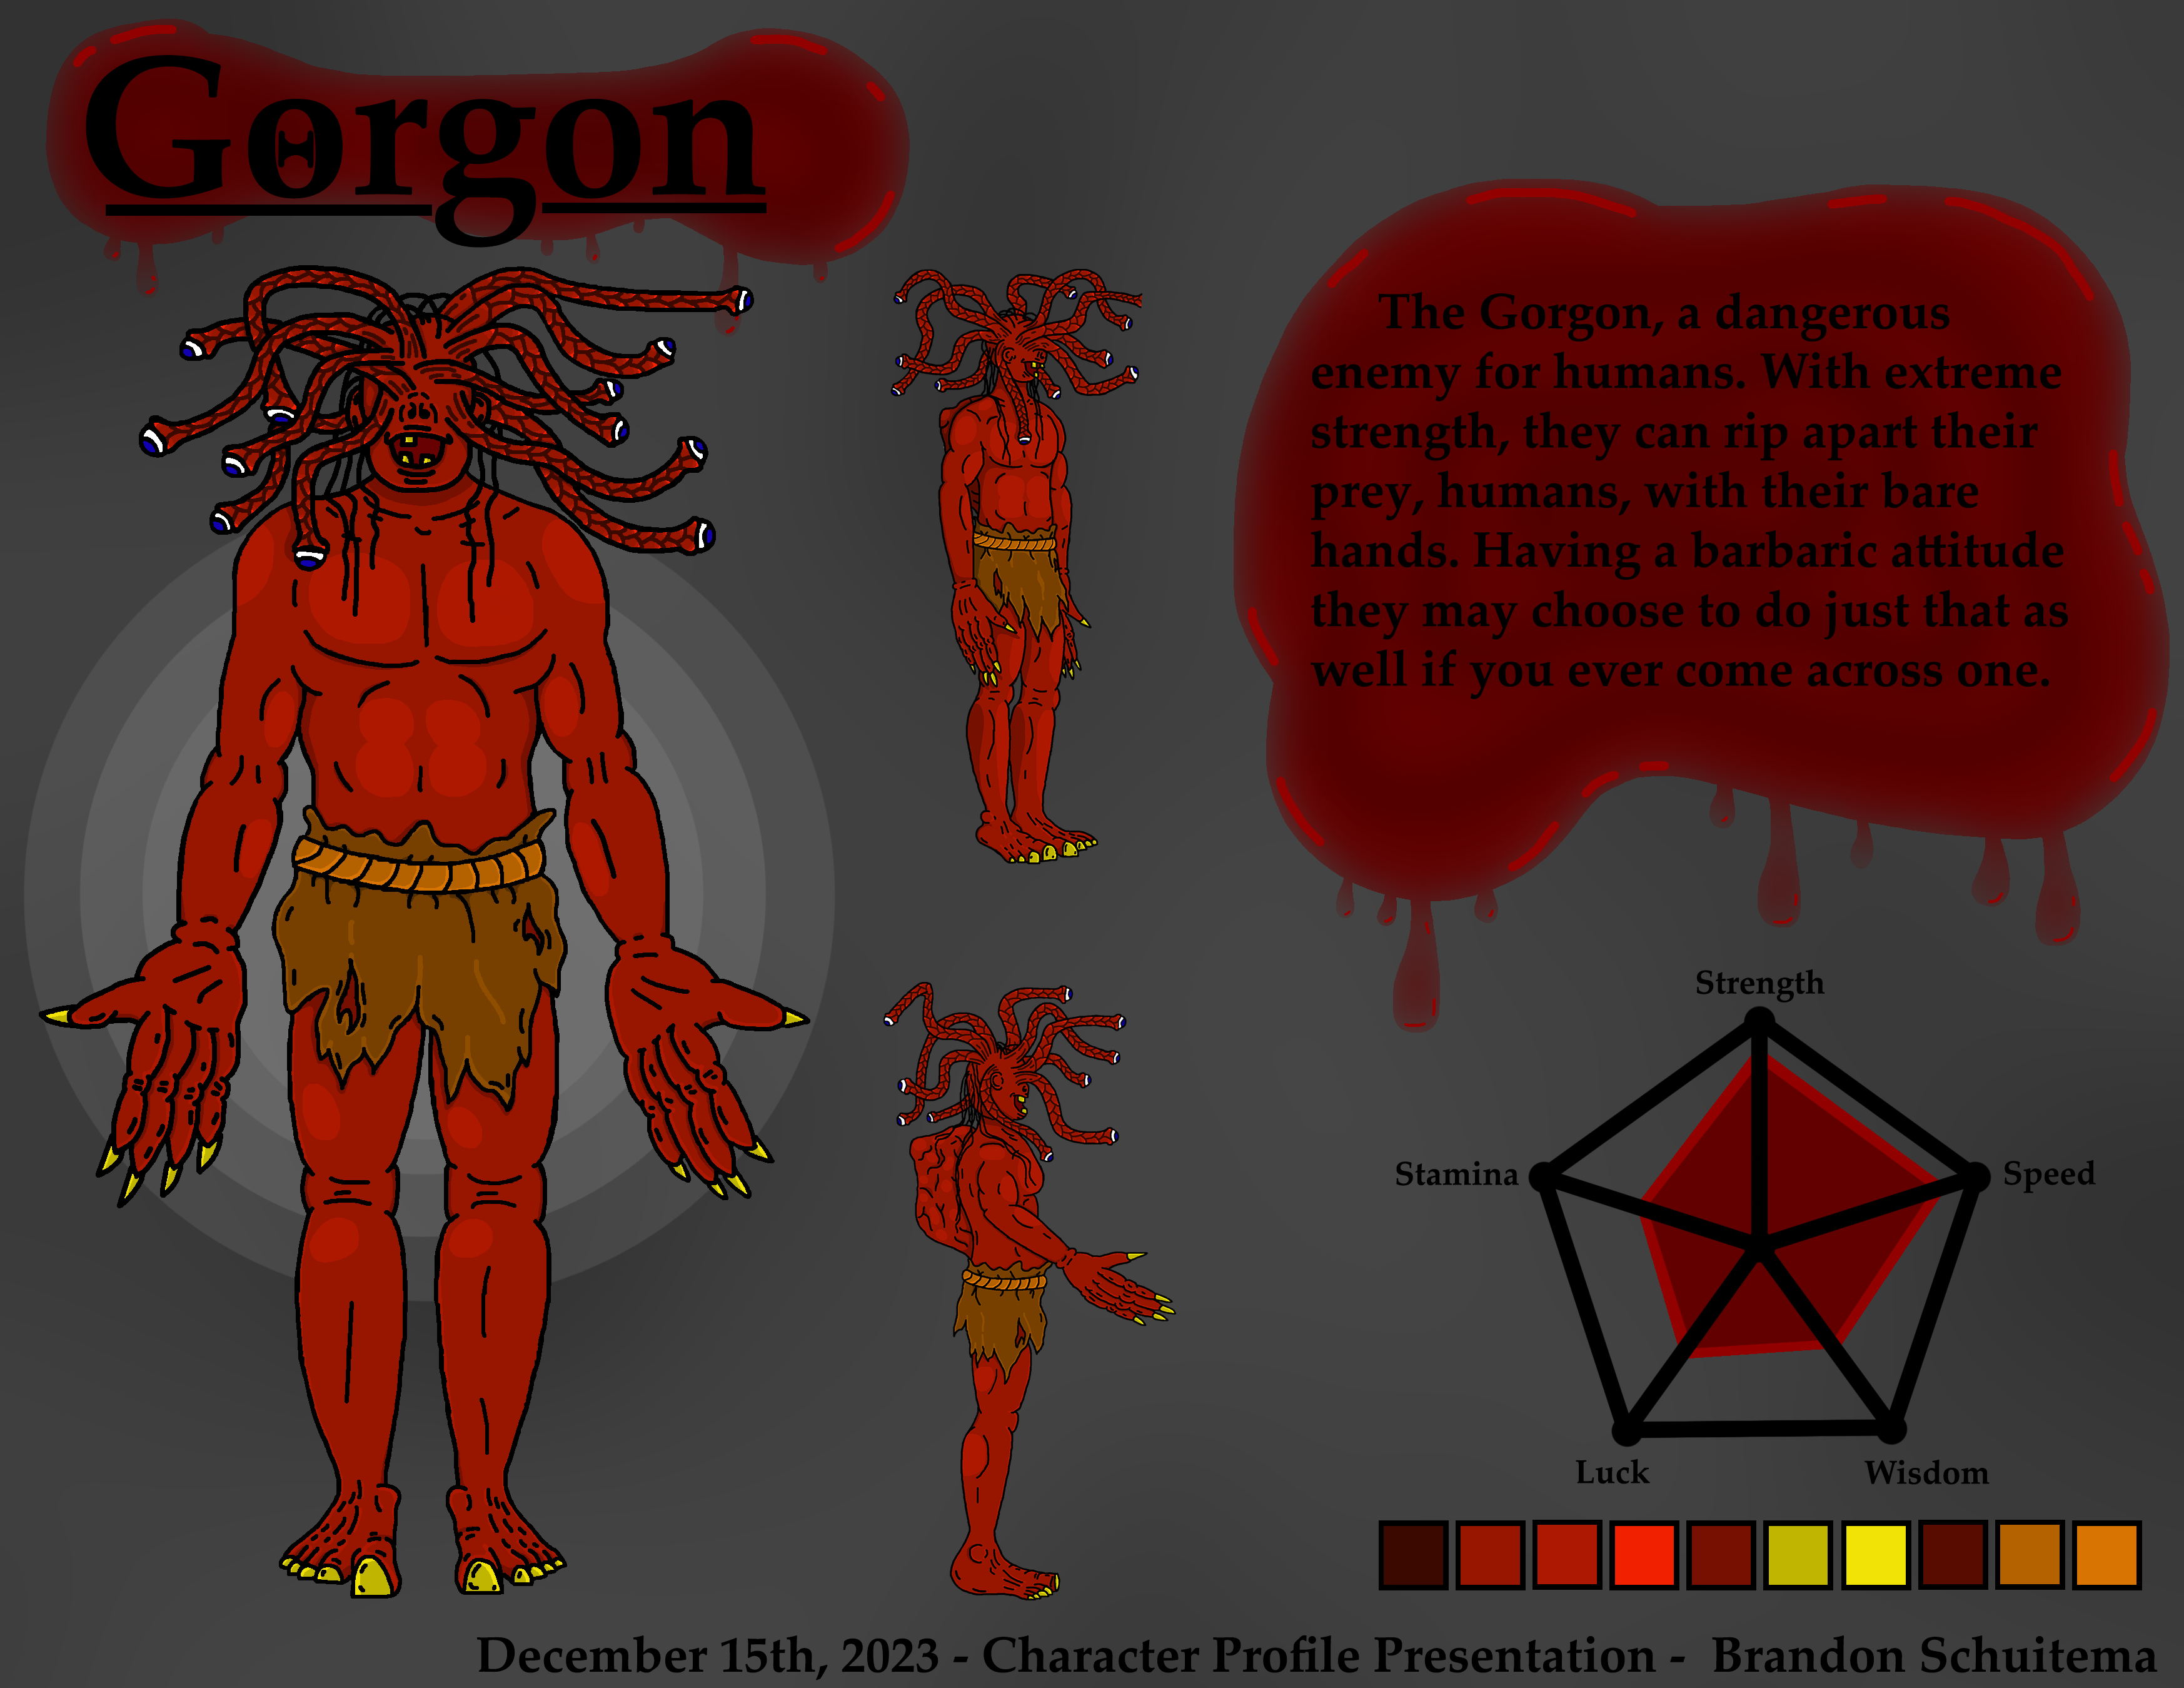 Gorgon
The Gorgon, a dangerous
enemy for humans. With extreme
strength, they can rip apart their
prey, humans, with their bare
hands. Having a barbaric attitude
they may choose to do just that as
well if you ever come across one.
Strength
Stamina
Speed
Luck
Wisdom
December 15th, 2023 - Character Profile Presentation - Brandon Schuitema